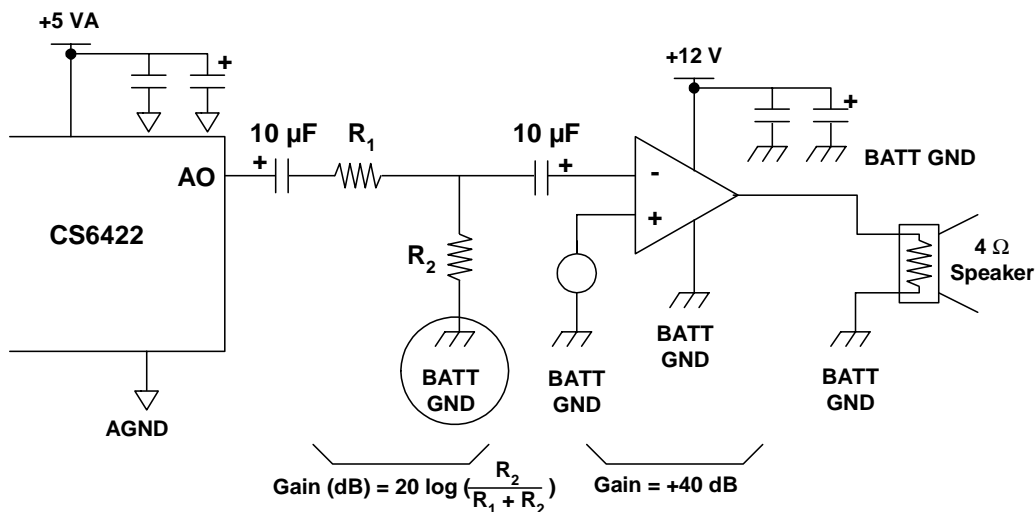 +5 VA
+
+12 V
+
BATT GND
10 µF
+
R1
10 µF
+
AO
CS6422
R2
-
+
4 Ω
Speaker
BATT
GND
BATT
GND
BATT
GND
BATT
GND
AGND
Gain (dB) = 20 log (R2 / R1 + R2)
Gain = +40 dB